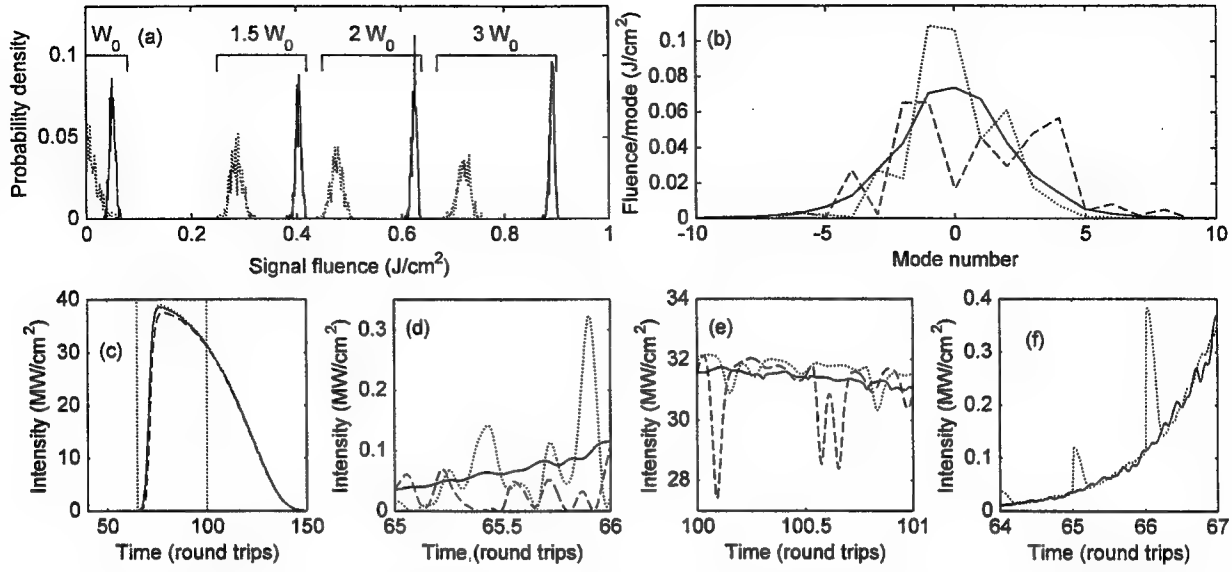 W0 (a) 1.5 W0 2 W0 3 W0
Probability density
0.1
0.05
0
0 0.2 0.4 0.6 0.8 1
Signal fluence (J/cm2)
(b)
Fluence/mode (J/cm2)
0.1
0.08
0.06
0.04
0.02
0
-10 -5 0 5 10
Mode number
(c)
Intensity (MW/cm2)
40
30
20
10
0
50 100 150
Time (round trips)
(d)
Intensity (MW/cm2)
0.3
0.2
0.1
0
65 65.5 66
Time (round trips)
(e)
Intensity (MW/cm2)
34
32
30
28
100 100.5 101
Time (round trips)
(f)
Intensity (MW/cm2)
0.4
0.3
0.2
0.1
0
64 65 66 67
Time (round trips)